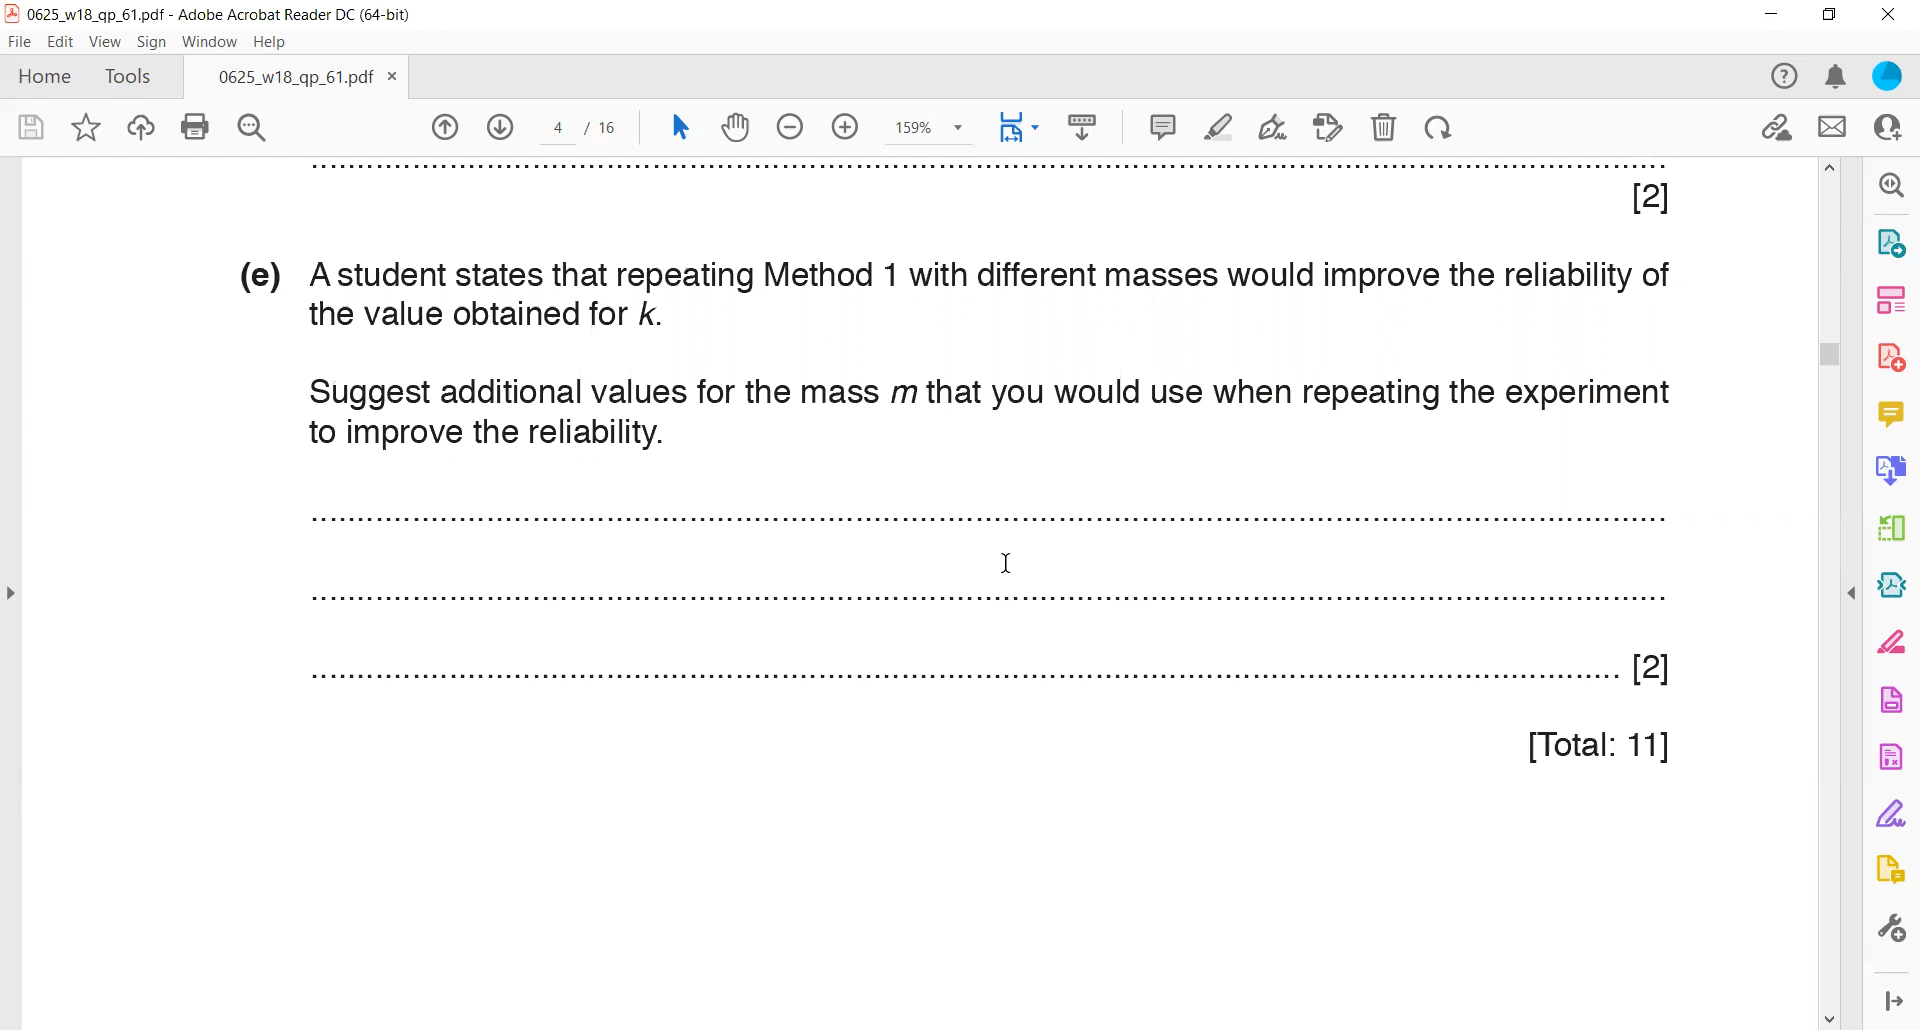 0625_w18_qp_61.pdf - Adobe Acrobat Reader DC (64-bit)
File Edit View Sign Window Help
Home Tools 0625_w18_qp_61.pdf ×
4 / 16 159%
[2]
(e) A student states that repeating Method 1 with different masses would improve the reliability of
the value obtained for k.
Suggest additional values for the mass m that you would use when repeating the experiment
to improve the reliability.
[2]
[Total: 11]